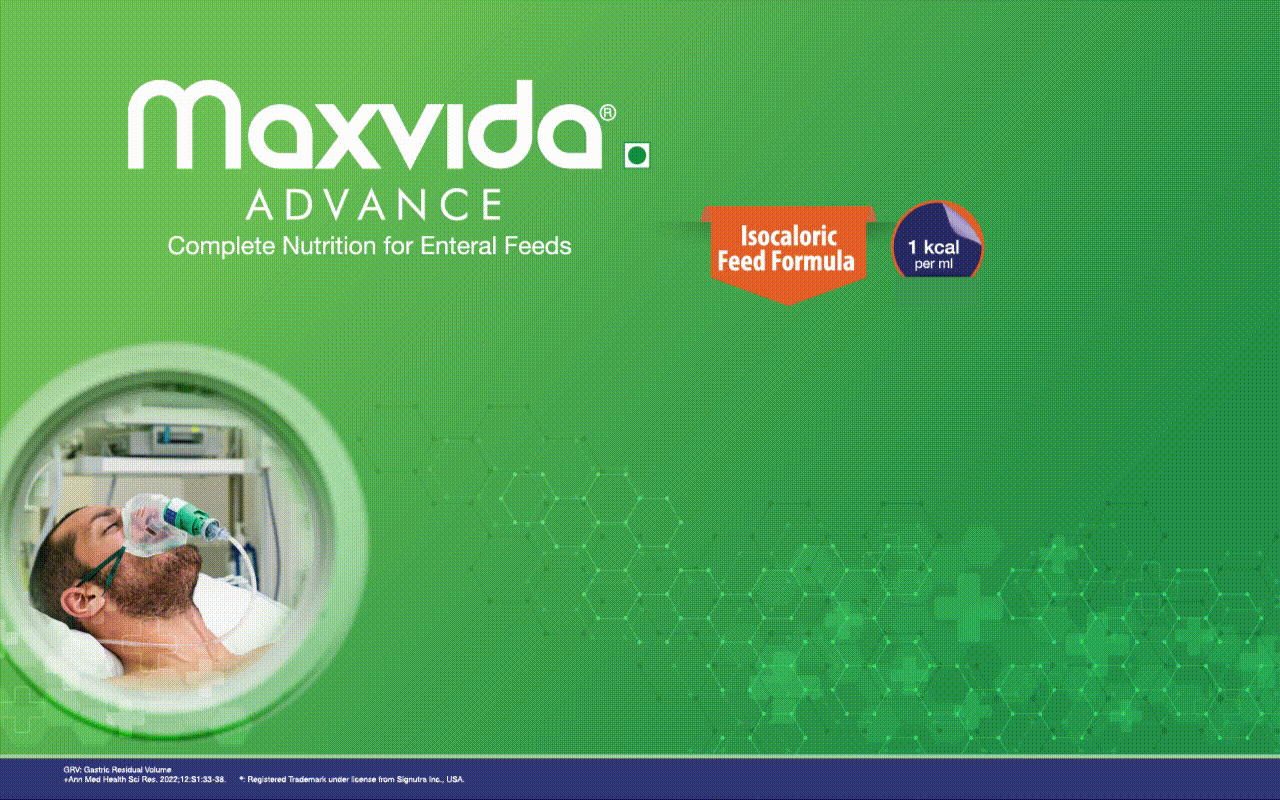 Maxvida®
ADVANCE
Complete Nutrition for Enteral Feeds
Isocaloric
Feed Formula
1 kcal
per ml
GRV: Gastric Residual Volume
+Ann Med Health Sci Res. 2022;12:S1:33-38. *: Registered Trademark under license from Signutra Inc., USA.